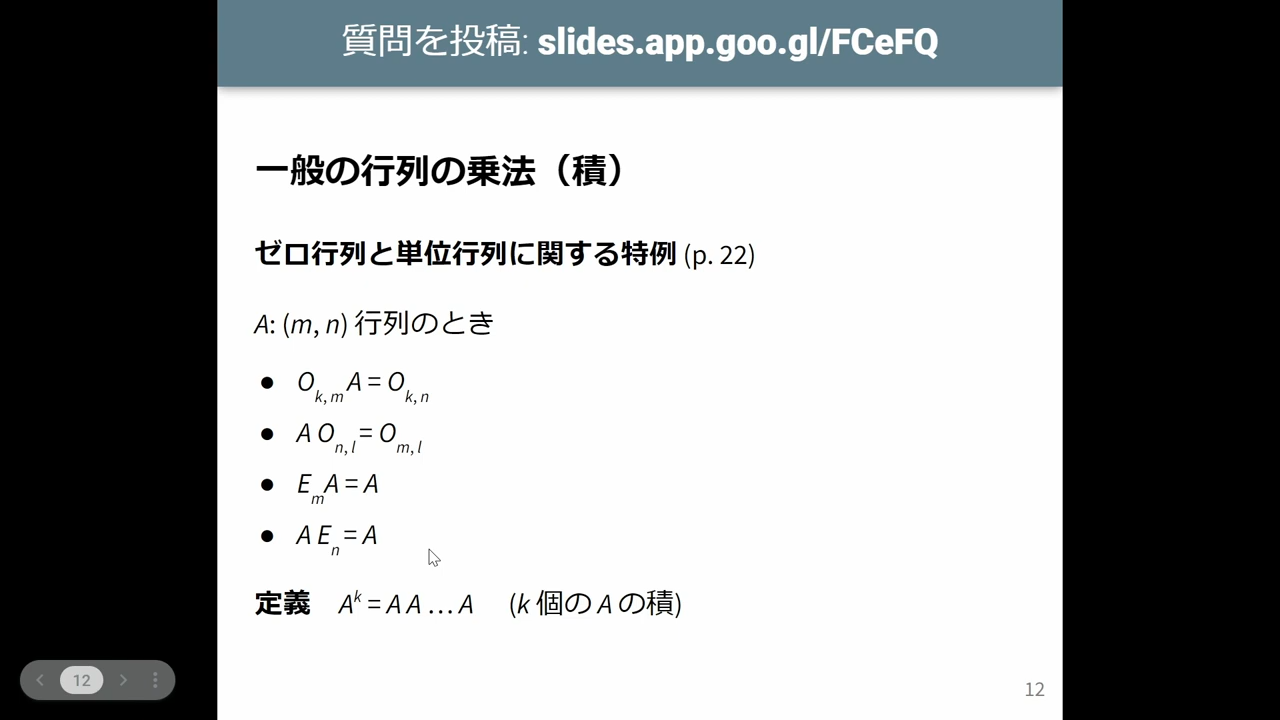 質問を投稿: slides.app.goo.gl/FCeFQ
一般の行列の乗法（積）
ゼロ行列と単位行列に関する特例 (p. 22)
A: (m, n) 行列のとき
● O_{k, m} A = O_{k, n}
● A O_{n, l} = O_{m, l}
● E_m A = A
● A E_n = A
定義 A^k = A A … A (k 個の A の積)
12
12